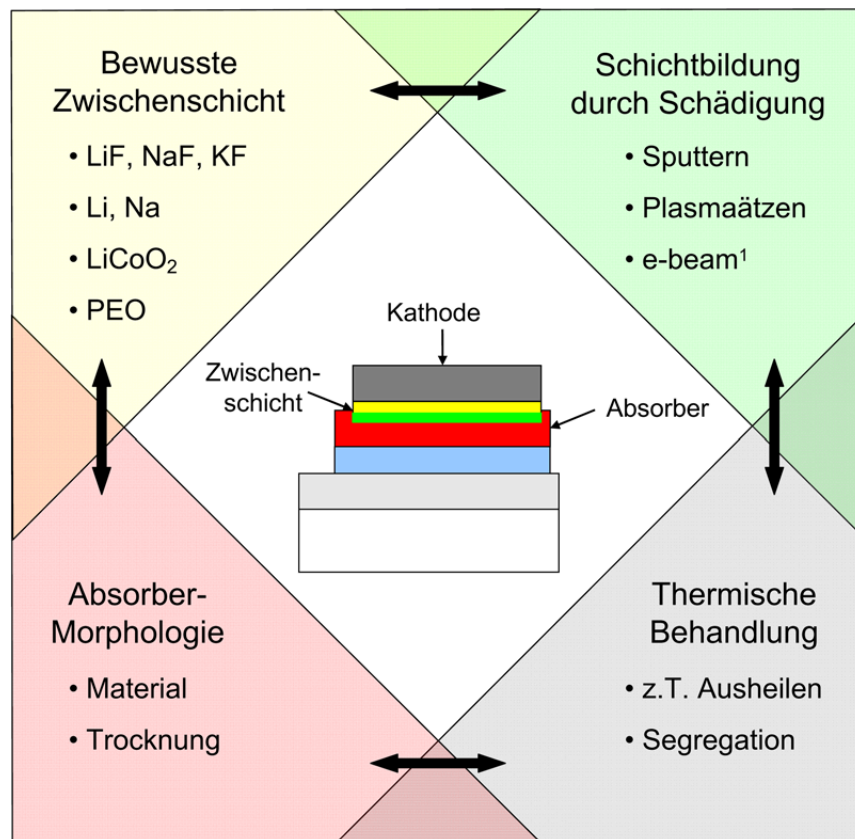 Bewusste
Zwischenschicht
• LiF, NaF, KF
• Li, Na
• LiCoO₂
• PEO
Schichtbildung
durch Schädigung
• Sputtern
• Plasmaätzen
• e-beam¹
Kathode
Zwischen-
schicht
Absorber
Absorber-
Morphologie
• Material
• Trocknung
Thermische
Behandlung
• z.T. Ausheilen
• Segregation